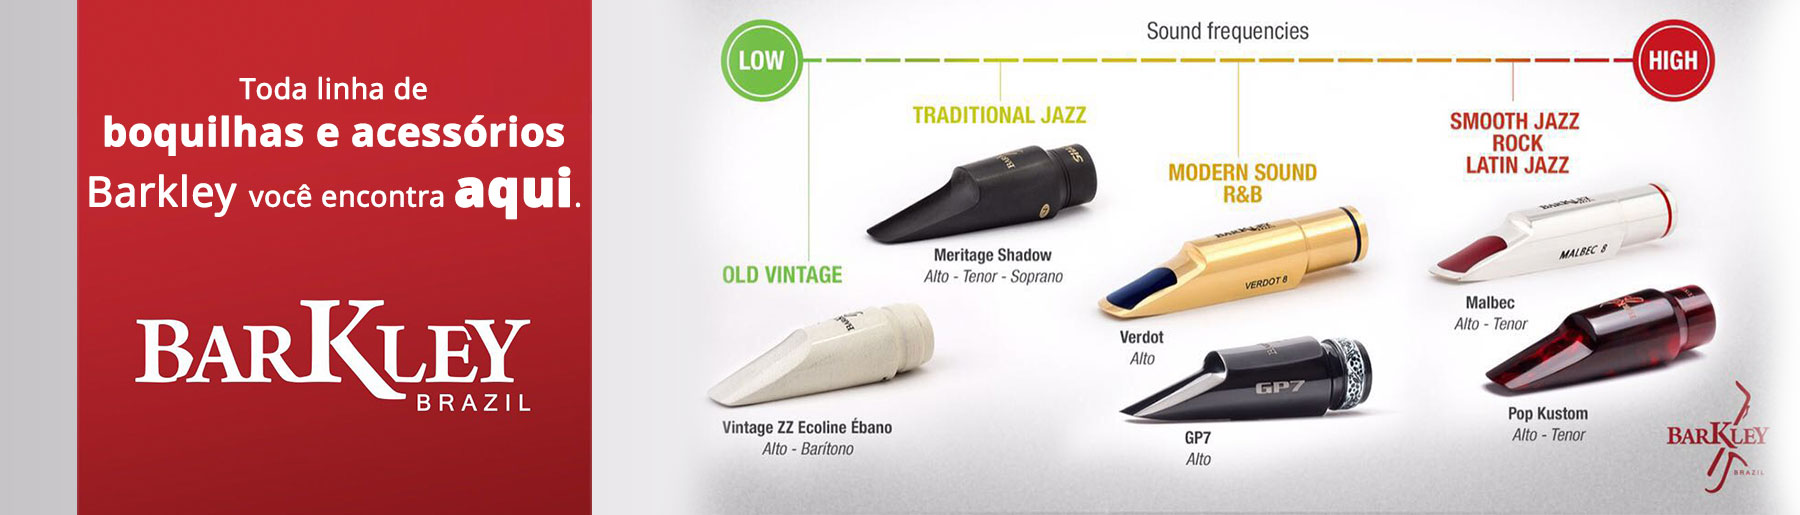 Toda linha de
boquilhas e acessórios
Barkley você encontra aqui.
BARKLEY
BRAZIL
Sound frequencies
LOW
HIGH
OLD VINTAGE
TRADITIONAL JAZZ
MODERN SOUND
R&B
SMOOTH JAZZ
ROCK
LATIN JAZZ
Vintage ZZ Ecoline Ébano
Alto - Barítono
Meritage Shadow
Alto - Tenor - Soprano
BARKLEY
VERDOT 8
Verdot
Alto
GP7
GP7
Alto
BARKLEY
MALBEC 8
Malbec
Alto - Tenor
Pop Kustom
Alto - Tenor
BARKLEY
BRAZIL